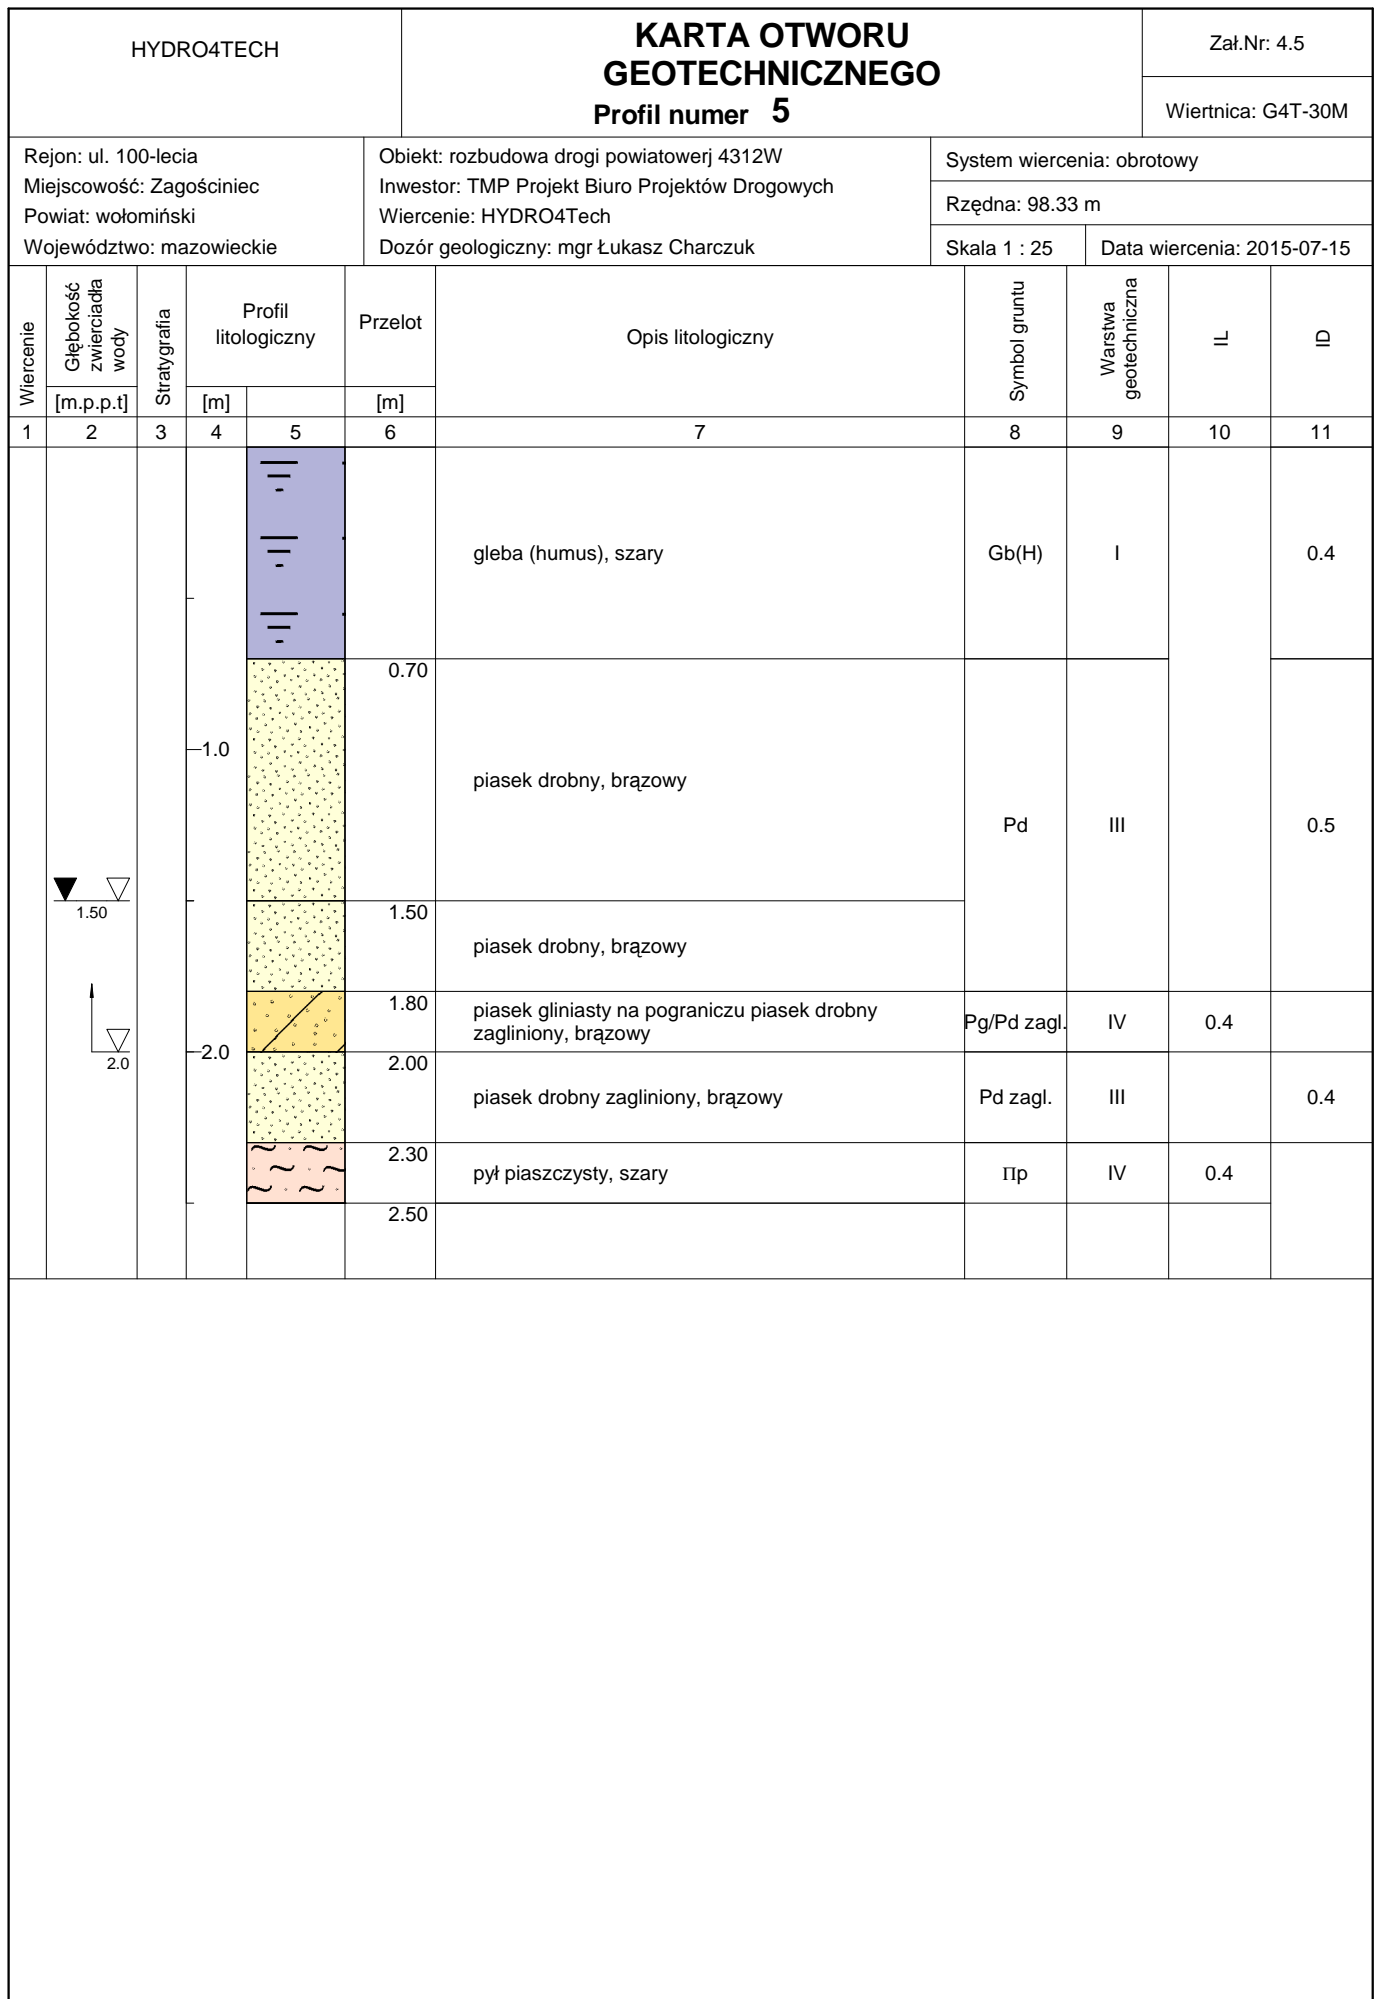 HYDRO4TECH
KARTA OTWORU
GEOTECHNICZNEGO
Profil numer 5
Zał.Nr: 4.5
Wiertnica: G4T-30M
Rejon: ul. 100-lecia
Miejscowość: Zagościniec
Powiat: wołomiński
Województwo: mazowieckie
Obiekt: rozbudowa drogi powiatowerj 4312W
Inwestor: TMP Projekt Biuro Projektów Drogowych
Wiercenie: HYDRO4Tech
Dozór geologiczny: mgr Łukasz Charczuk
System wiercenia: obrotowy
Rzędna: 98.33 m
Skala 1 : 25
Data wiercenia: 2015-07-15
Wiercenie
Głębokość
zwierciadła
wody
[m.p.p.t]
Stratygrafia
Profil
litologiczny
[m]
Przelot
[m]
Opis litologiczny
Symbol gruntu
Warstwa
geotechniczna
IL
ID
1 2 3 4 5 6 7 8 9 10 11
gleba (humus), szary Gb(H) I 0.4
0.70
1.0
piasek drobny, brązowy
Pd III 0.5
1.50
1.50
piasek drobny, brązowy
1.80
piasek gliniasty na pograniczu piasek drobny
zagliniony, brązowy
Pg/Pd zagl. IV 0.4
2.0
2.0
2.00
piasek drobny zagliniony, brązowy Pd zagl. III 0.4
2.30
pył piaszczysty, szary Πp IV 0.4
2.50